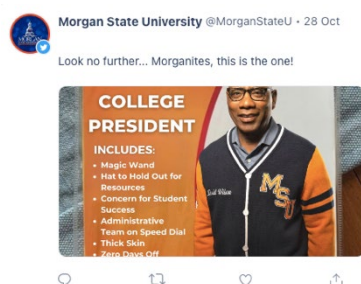 Morgan State University @MorganStateU • 28 Oct
Look no further... Morganites, this is the one!
COLLEGE
PRESIDENT
INCLUDES:
• Magic Wand
• Hat to Hold Out for
Resources
• Concern for Student
Success
• Administrative
Team on Speed Dial
• Thick Skin
• Zero Days Off
MSU
MORGAN